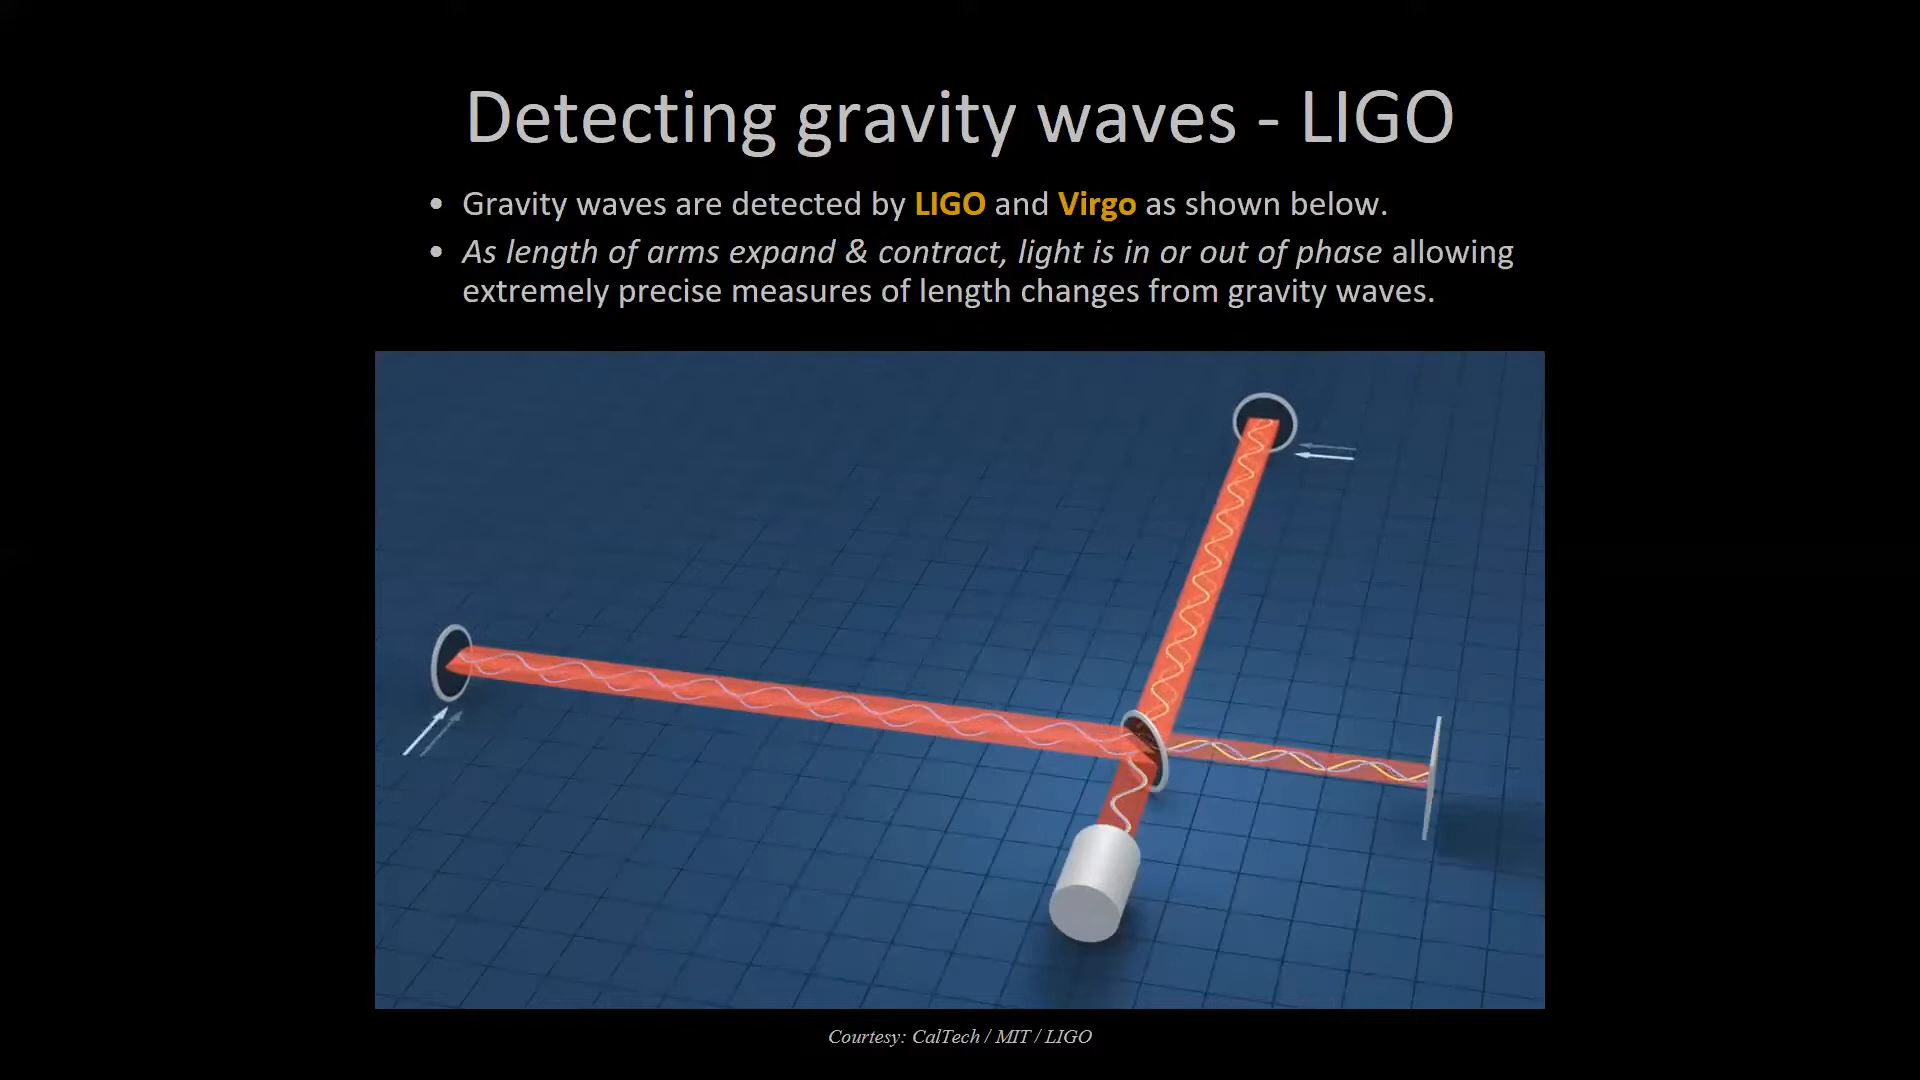 Detecting gravity waves - LIGO
• Gravity waves are detected by LIGO and Virgo as shown below.
• As length of arms expand & contract, light is in or out of phase allowing
extremely precise measures of length changes from gravity waves.
Courtesy: CalTech / MIT / LIGO